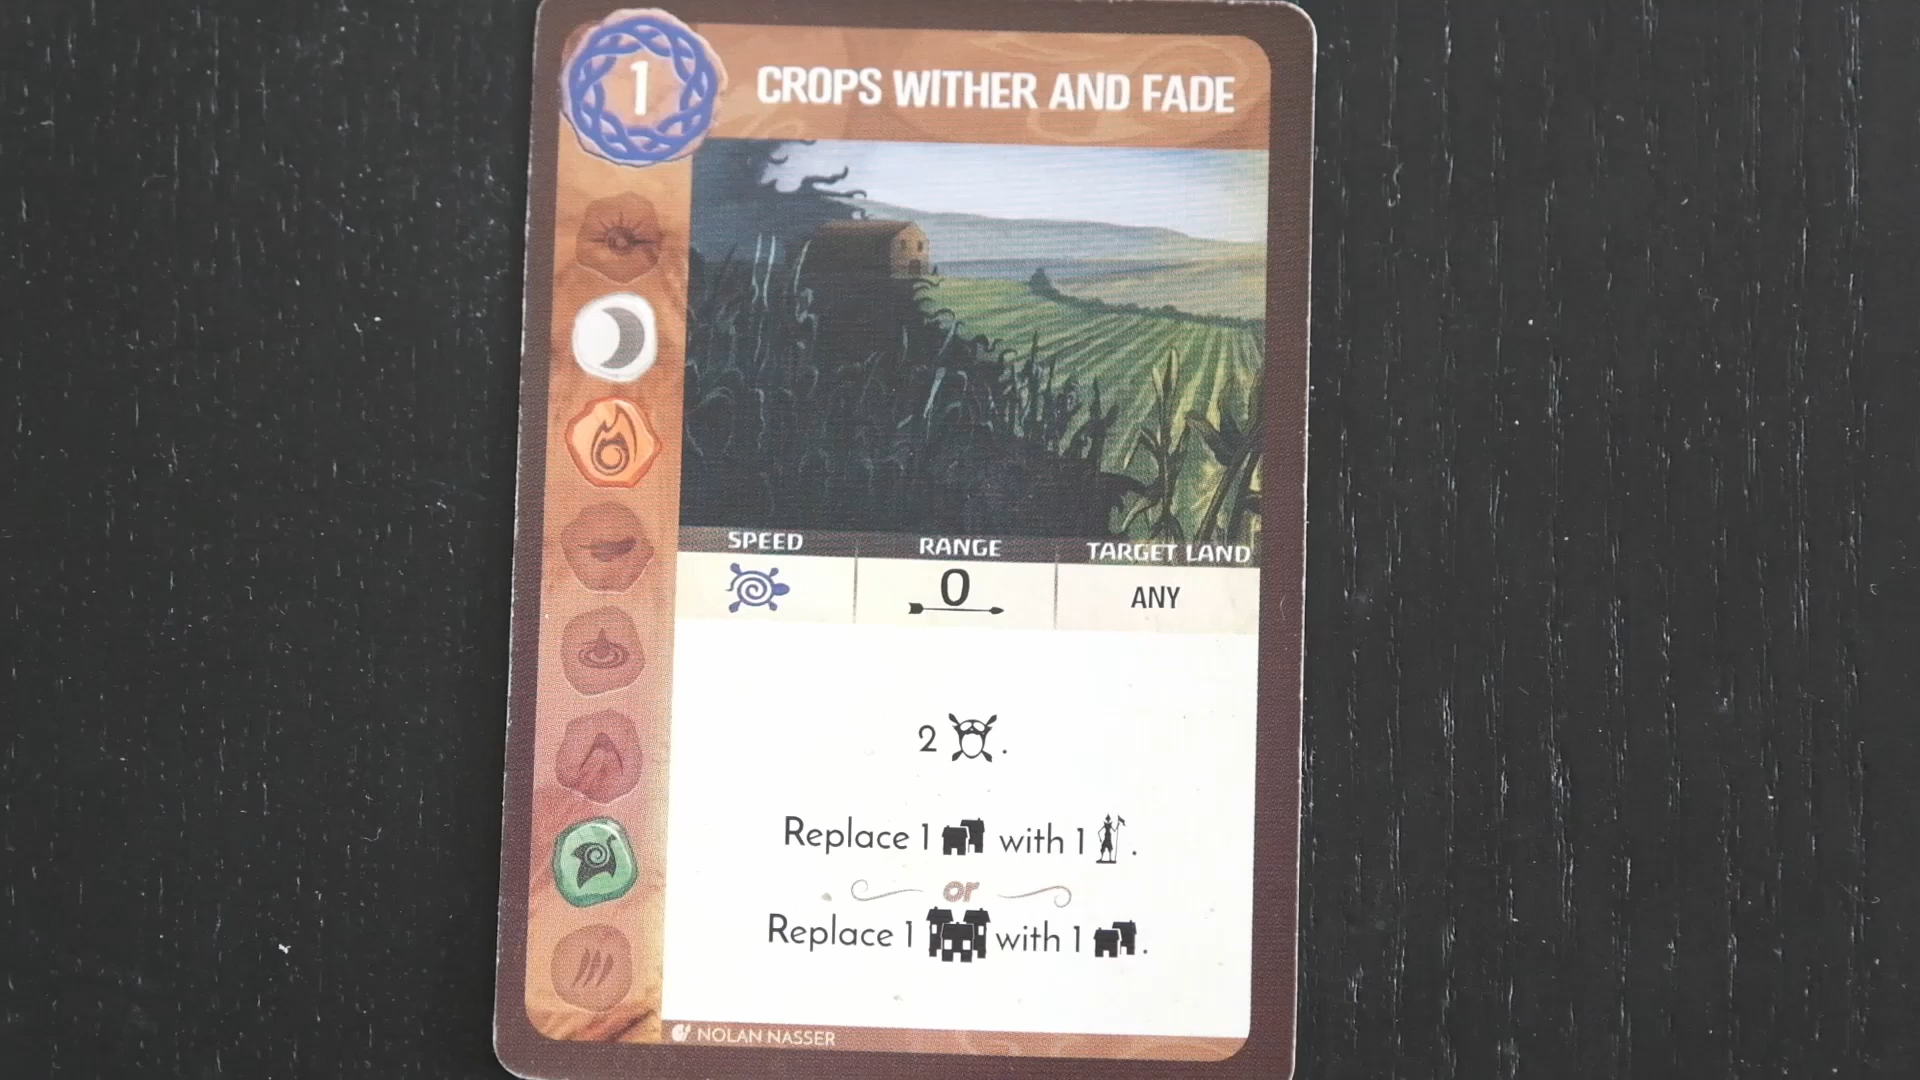 1
CROPS WITHER AND FADE
SPEED RANGE TARGET LAND
0 ANY
2 .
Replace 1 with 1 .
or
Replace 1 with 1 .
NOLAN NASSER